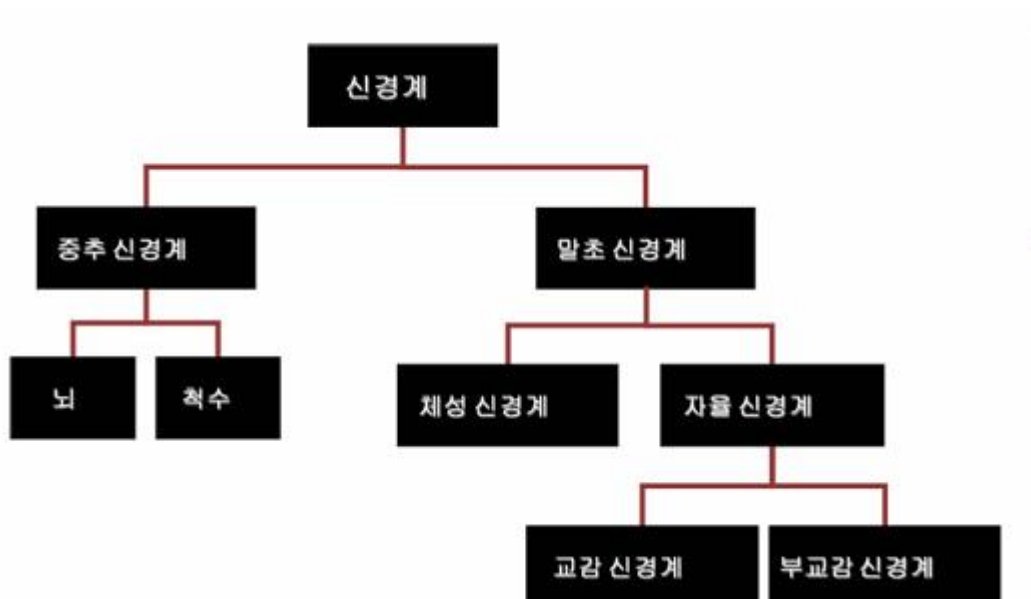 신경계
중추 신경계
말초 신경계
뇌
척수
체성 신경계
자율 신경계
교감 신경계
부교감 신경계